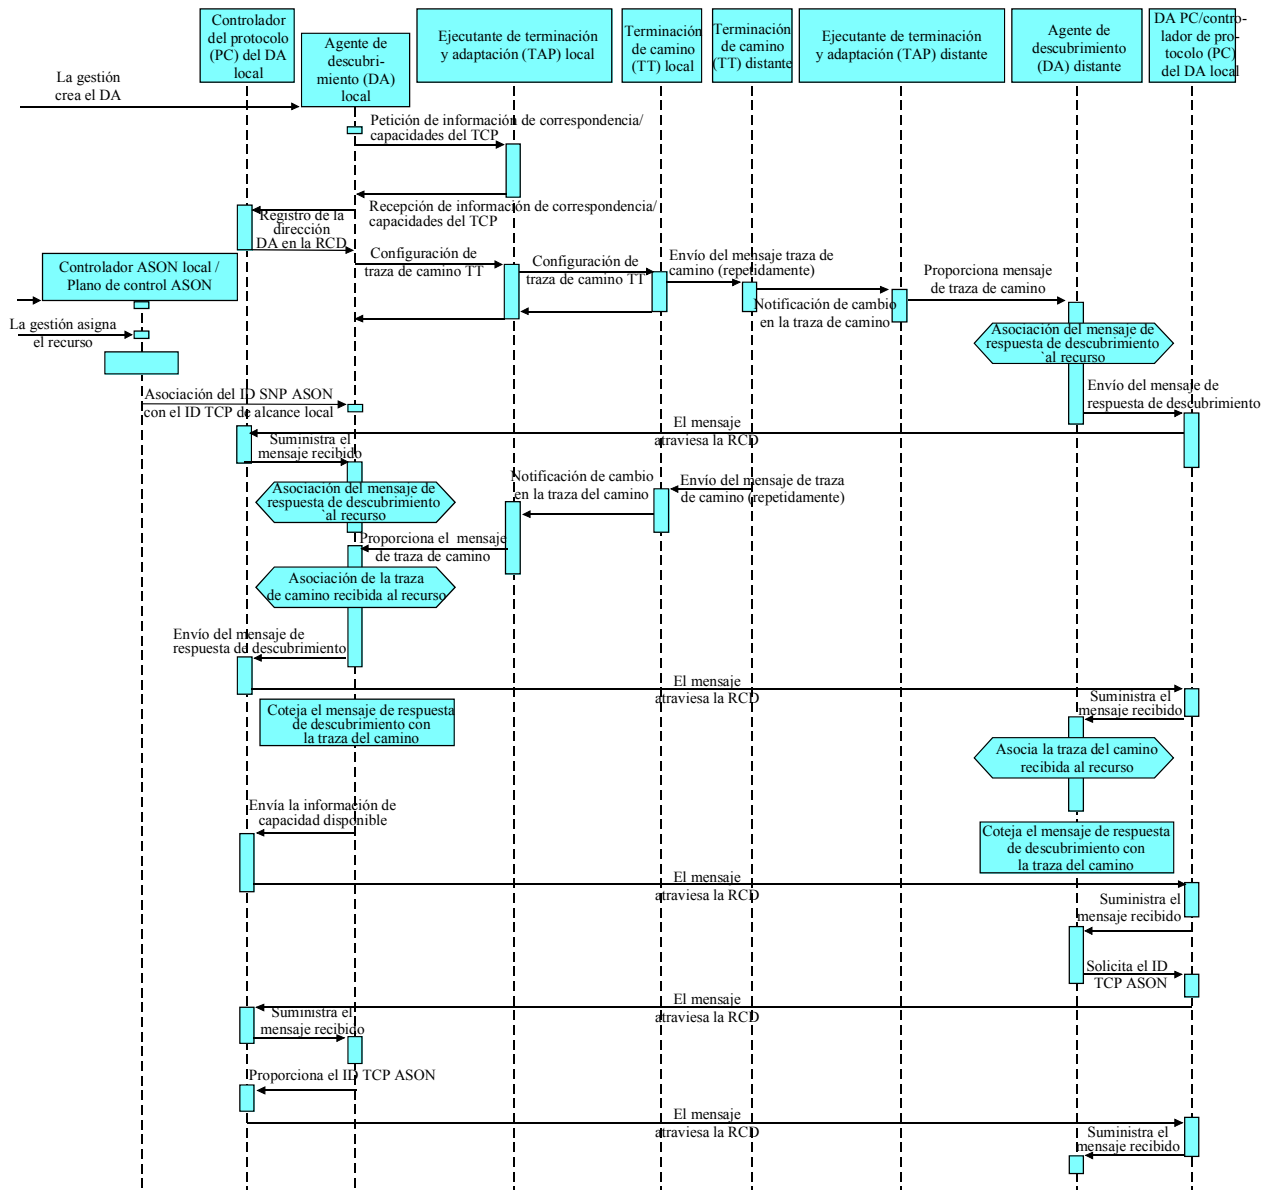 Controlador
del protocolo
(PC) del DA
local
Agente de
descubri-
miento (DA)
local
Ejecutante de terminación
y adaptación (TAP) local
Terminación
de camino
(TT) local
Terminación
de camino
(TT) distante
Ejecutante de terminación
y adaptación (TAP) distante
Agente de
descubrimiento
(DA) distante
DA PC/contro-
lador de pro-
tocolo (PC)
del DA local
La gestión
crea el DA
Petición de información de correspondencia/
capacidades del TCP
Recepción de información de correspondencia/
capacidades del TCP
Registro de la
dirección
DA en la RCD
Configuración de
traza de camino TT
Configuración de
traza de camino TT
Envío del mensaje traza de
camino (repetidamente)
Notificación de cambio
en la traza de camino
Proporciona mensaje
de traza de camino
Controlador ASON local /
Plano de control ASON
La gestión asigna
el recurso
Asociación del mensaje de
respuesta de descubrimiento
`al recurso
Asociación del ID SNP ASON
con el ID TCP de alcance local
Envío del mensaje de
respuesta de descubrimiento
El mensaje
atraviesa la RCD
Suministra el
mensaje recibido
Asociación del mensaje de
respuesta de descubrimiento
`al recurso
Notificación de cambio
en la traza del camino
Envío del mensaje de traza
de camino (repetidamente)
Proporciona el mensaje
de traza de camino
Asociación de la traza
de camino recibida al recurso
Envío del mensaje de
respuesta de descubrimiento
El mensaje
atraviesa la RCD
Suministra el
mensaje recibido
Coteja el mensaje de respuesta
de descubrimiento con
la traza del camino
Asocia la traza del camino
recibida al recurso
Envía la información de
capacidad disponible
Coteja el mensaje de respuesta
de descubrimiento con
la traza del camino
El mensaje
atraviesa la RCD
Suministra el
mensaje recibido
Solicita el ID
TCP ASON
El mensaje
atraviesa la RCD
Suministra el
mensaje recibido
Proporciona el ID TCP ASON
El mensaje
atraviesa la RCD
Suministra el
mensaje recibido